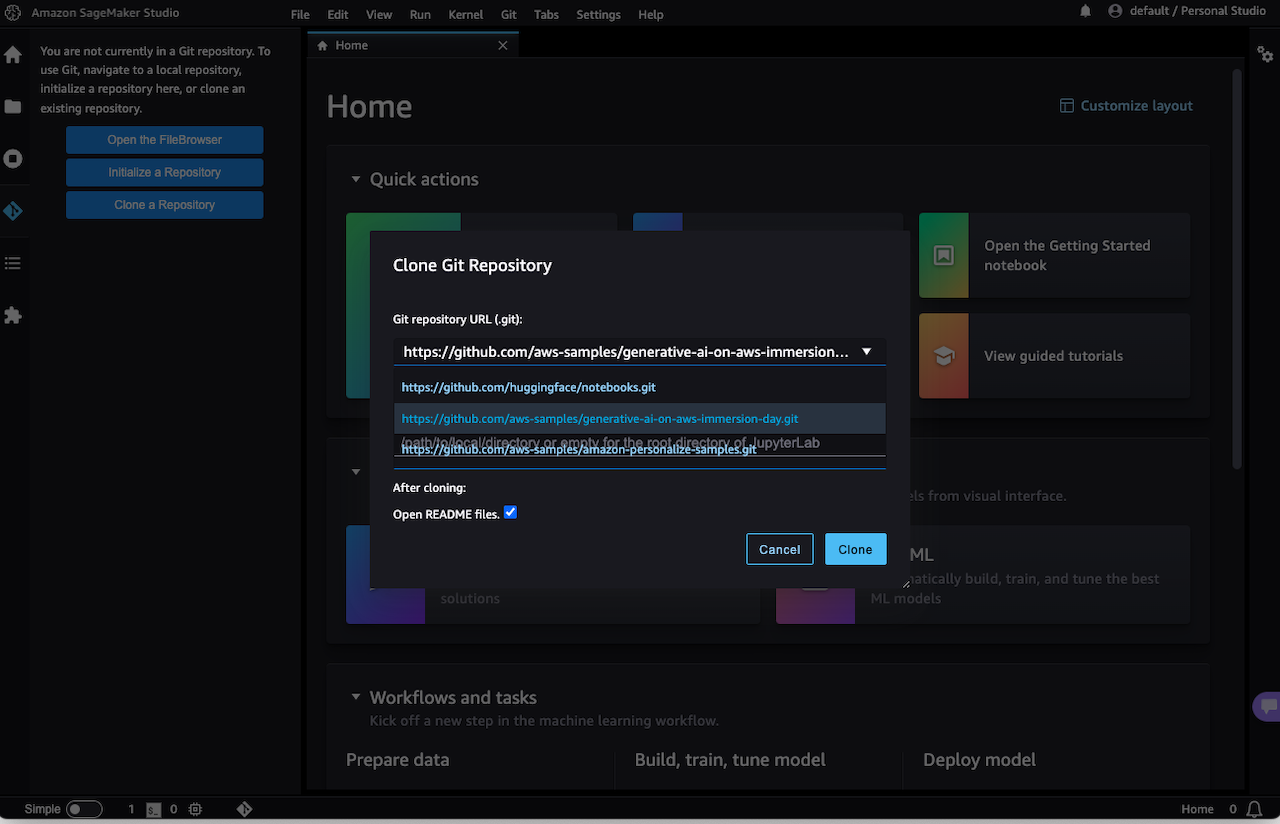 Amazon SageMaker Studio
File Edit View Run Kernel Git Tabs Settings Help
default / Personal Studio
You are not currently in a Git repository. To
use Git, navigate to a local repository,
initialize a repository here, or clone an
existing repository.
Open the FileBrowser
Initialize a Repository
Clone a Repository
Home
Home
Customize layout
Quick actions
Open the Getting Started
notebook
View guided tutorials
Clone Git Repository
Git repository URL (.git):
https://github.com/aws-samples/generative-ai-on-aws-immersion...
https://github.com/huggingface/notebooks.git
https://github.com/aws-samples/generative-ai-on-aws-immersion-day.git
/path/to/local/directory or empty for the root directory of JupyterLab
https://github.com/aws-samples/amazon-personalize-samples.git
After cloning:
Open README files.
Cancel
Clone
els from visual interface.
solutions
ML
matically build, train, and tune the best
ML models
Workflows and tasks
Kick off a new step in the machine learning workflow.
Prepare data
Build, train, tune model
Deploy model
Simple 1 $_ 0
Home 0